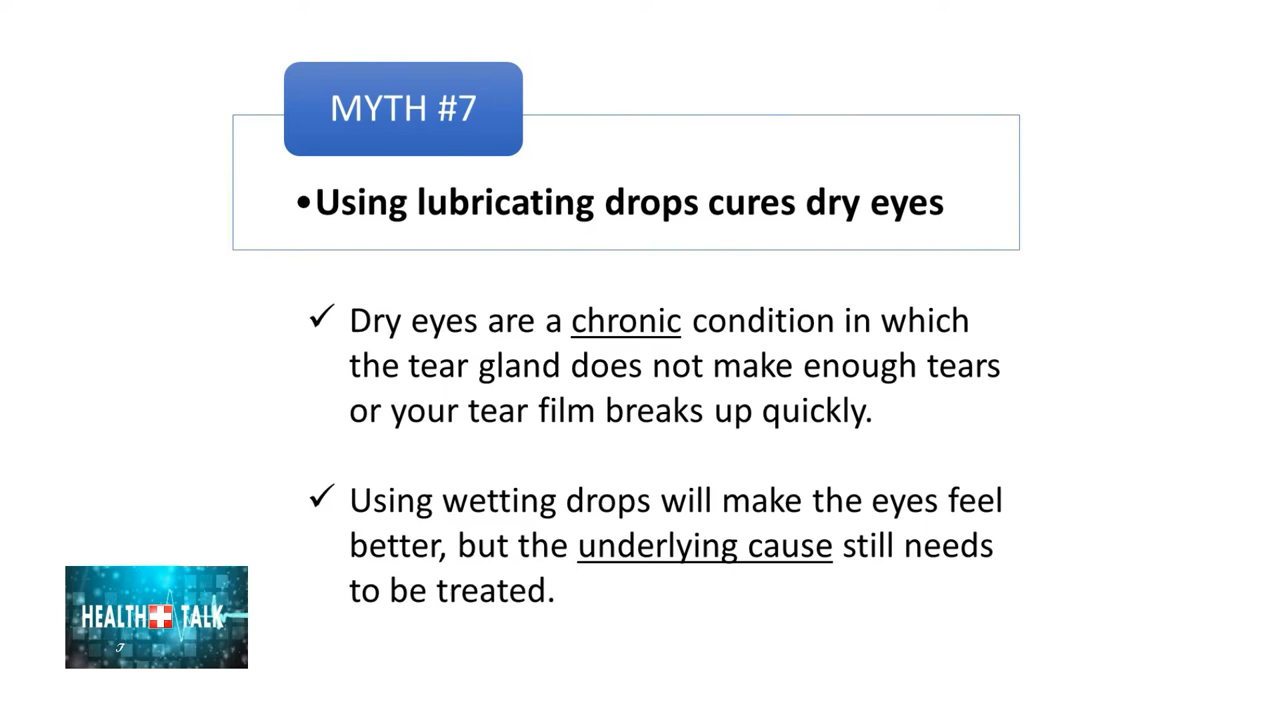 MYTH #7
•Using lubricating drops cures dry eyes
✓ Dry eyes are a chronic condition in which
the tear gland does not make enough tears
or your tear film breaks up quickly.
✓ Using wetting drops will make the eyes feel
better, but the underlying cause still needs
to be treated.
HEALTH TALK
T